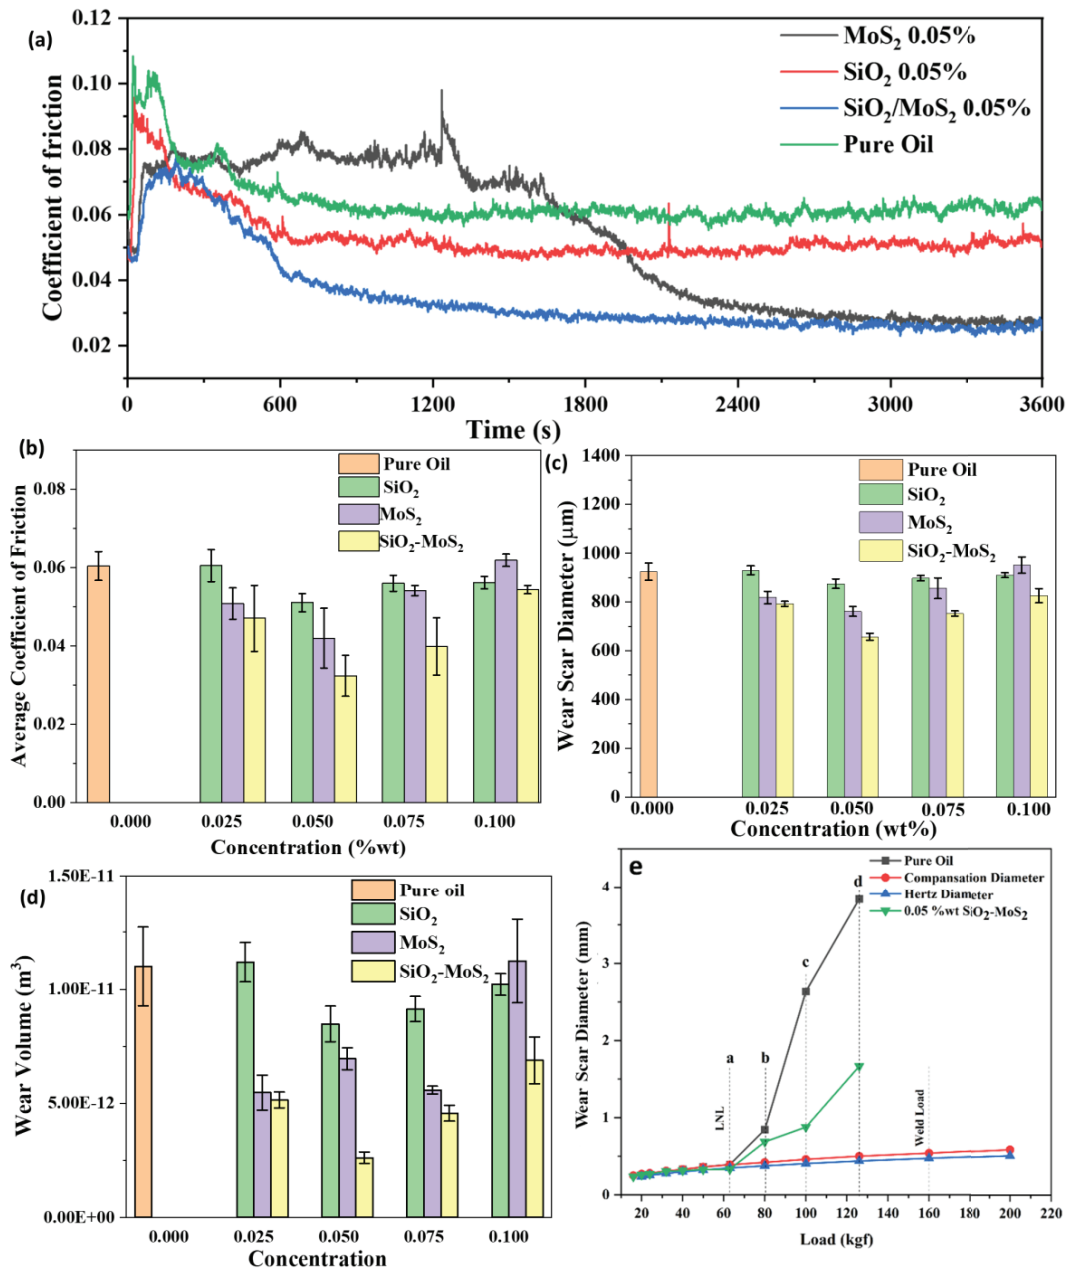 (a)
0.12
0.10
0.08
0.06
0.04
0.02
Coefficient of friction
MoS₂ 0.05%
SiO₂ 0.05%
SiO₂/MoS₂ 0.05%
Pure Oil
0 600 1200 1800 2400 3000 3600
Time (s)
(b)
0.08
0.06
0.04
0.02
0.00
Average Coefficient of Friction
Pure Oil
SiO₂
MoS₂
SiO₂-MoS₂
0.000 0.025 0.050 0.075 0.100
Concentration (%wt)
(c)
1400
1200
1000
800
600
400
200
0
Wear Scar Diameter (μm)
Pure Oil
SiO₂
MoS₂
SiO₂-MoS₂
0.000 0.025 0.050 0.075 0.100
Concentration (wt%)
(d)
1.50E-11
1.00E-11
5.00E-12
0.00E+00
Wear Volume (m³)
Pure oil
SiO₂
MoS₂
SiO₂-MoS₂
0.000 0.025 0.050 0.075 0.100
Concentration
e
4
3
2
1
0
Wear Scar Diameter (mm)
Pure Oil
Compansation Diameter
Hertz Diameter
0.05 %wt SiO₂-MoS₂
a
b
c
d
LNL
Weld Load
20 40 60 80 100 120 140 160 180 200 220
Load (kgf)